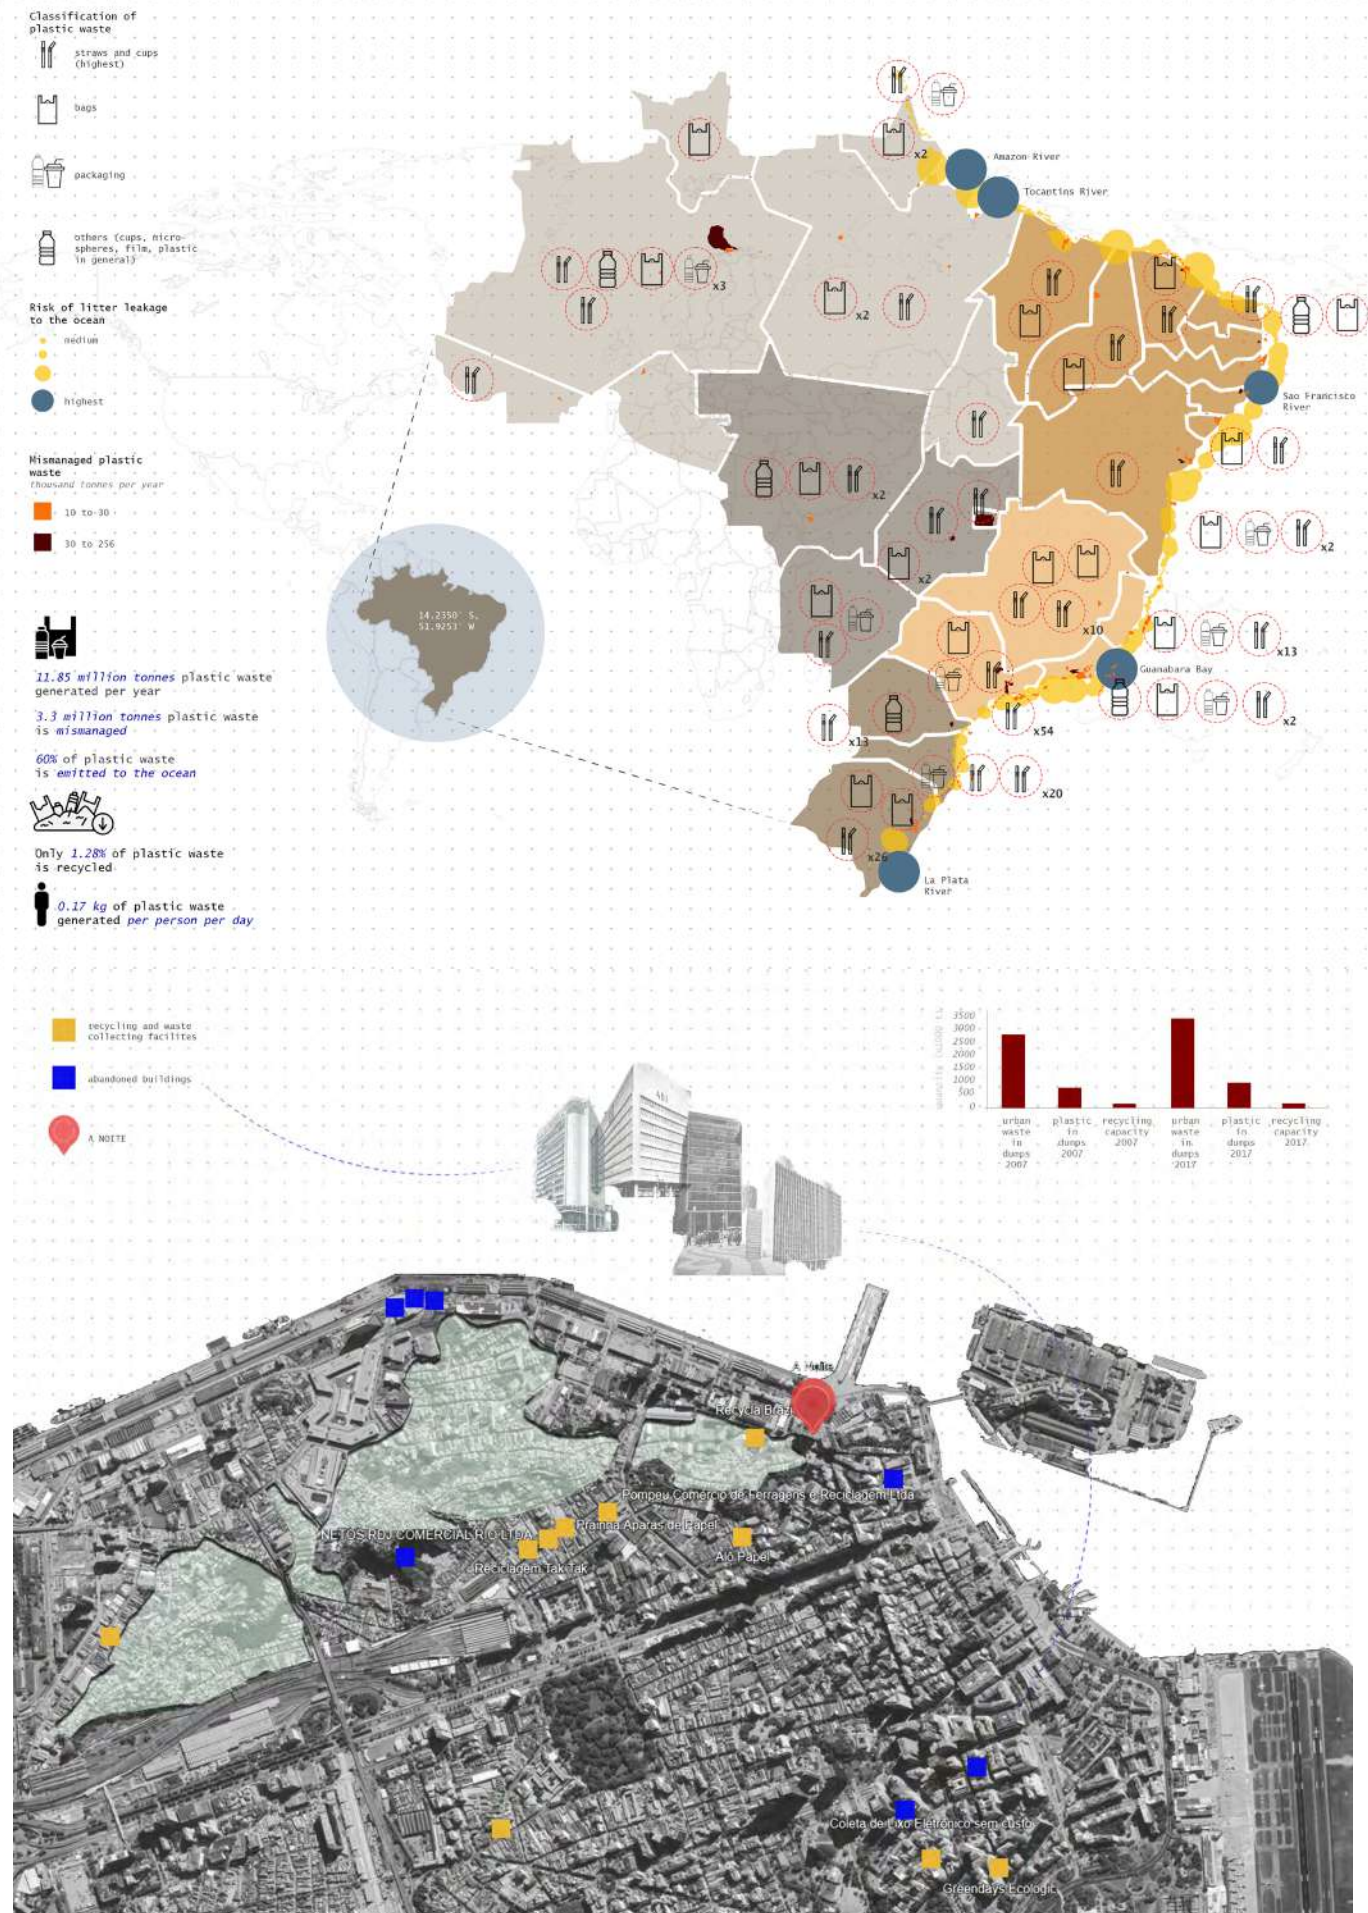 Classification of
plastic waste
straws and cups
(highest)
bags
packaging
others (cups, micro-
spheres, film, plastic
in general)
Risk of litter leakage
to the ocean
medium
highest
Mismanaged plastic
waste
thousand tonnes per year
10 to 30
30 to 256
11.85 million tonnes plastic waste
generated per year
3.3 million tonnes plastic waste
is mismanaged
60% of plastic waste
is emitted to the ocean
Only 1.28% of plastic waste
is recycled
0.17 kg of plastic waste
generated per person per day
14.2350° S,
51.9253° W
x2
Amazon River
Tocantins River
x3
x2
Sao Francisco
River
x2
x2
x2
x10
x13
Guanabara Bay
x2
x54
x13
x20
x26
La Plata
River
recycling and waste
collecting facilites
abandoned buildings
A NOITE
3500
3000
2500
2000
1500
1000
500
0
urban
waste
in
dumps
2007
plastic
in
dumps
2007
recycling
capacity
2007
urban
waste
in
dumps
2017
plastic
in
dumps
2017
recycling
capacity
2017
A Noite
Recycla Brazi
Pompeu Comércio de Ferragens e Reciclagem Ltda
NETOS RDJ COMERCIAL RIO LTDA
Prainha Aparas de Papel
Reciclagem Tak Tak
Alô Papel
Coleta de Lixo Eletrônico sem custo
Greendays Ecologic